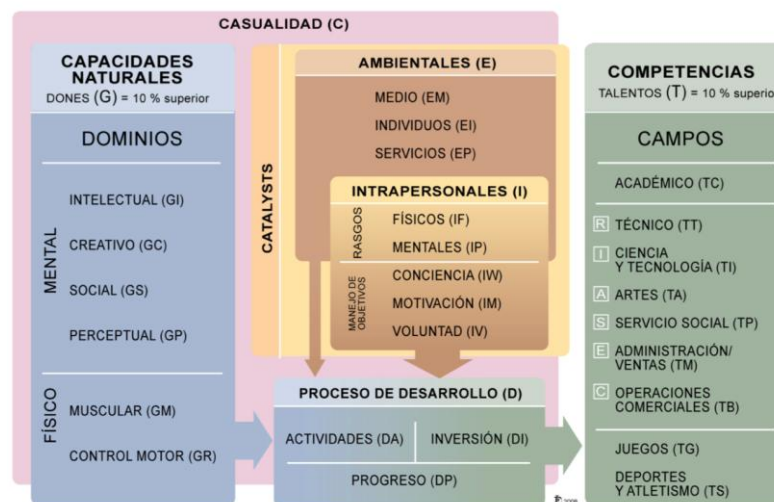 CASUALIDAD (C)
CAPACIDADES
NATURALES
DONES (G) = 10 % superior
DOMINIOS
MENTAL
INTELECTUAL (GI)
CREATIVO (GC)
SOCIAL (GS)
PERCEPTUAL (GP)
FÍSICO
MUSCULAR (GM)
CONTROL MOTOR (GR)
CATALYSTS
AMBIENTALES (E)
MEDIO (EM)
INDIVIDUOS (EI)
SERVICIOS (EP)
INTRAPERSONALES (I)
RASGOS
FÍSICOS (IF)
MENTALES (IP)
MANEJO DE
OBJETIVOS
CONCIENCIA (IW)
MOTIVACIÓN (IM)
VOLUNTAD (IV)
PROCESO DE DESARROLLO (D)
ACTIVIDADES (DA)
INVERSIÓN (DI)
PROGRESO (DP)
COMPETENCIAS
TALENTOS (T) = 10 % superior
CAMPOS
ACADÉMICO (TC)
R TÉCNICO (TT)
I CIENCIA
Y TECNOLOGÍA (TI)
A ARTES (TA)
S SERVICIO SOCIAL (TP)
E ADMINISTRACIÓN/
VENTAS (TM)
C OPERACIONES
COMERCIALES (TB)
JUEGOS (TG)
DEPORTES
Y ATLETISMO (TS)